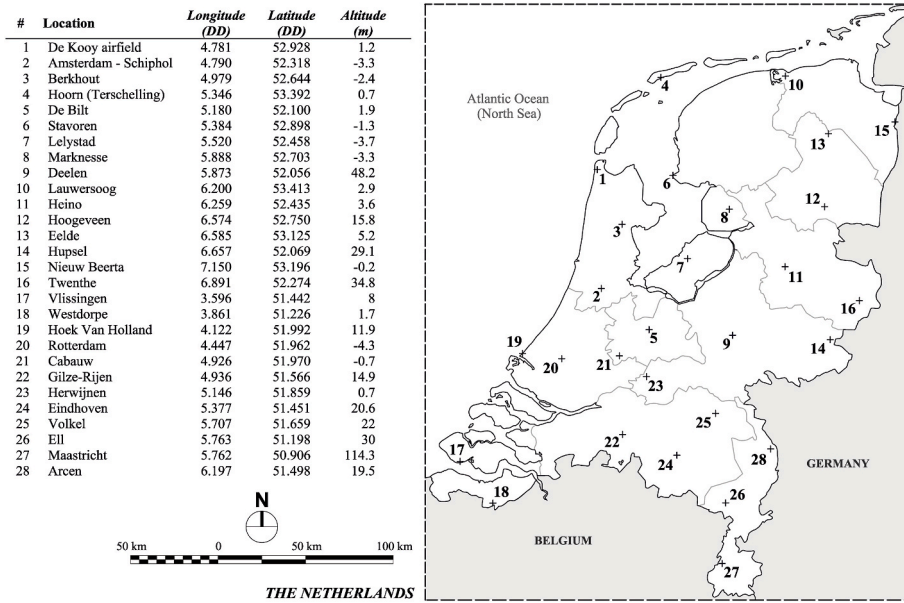 # Location Longitude (DD) Latitude (DD) Altitude (m)
1 De Kooy airfield 4.781 52.928 1.2
2 Amsterdam - Schiphol 4.790 52.318 -3.3
3 Berkhout 4.979 52.644 -2.4
4 Hoorn (Terschelling) 5.346 53.392 0.7
5 De Bilt 5.180 52.100 1.9
6 Stavoren 5.384 52.898 -1.3
7 Lelystad 5.520 52.458 -3.7
8 Marknesse 5.888 52.703 -3.3
9 Deelen 5.873 52.056 48.2
10 Lauwersoog 6.200 53.413 2.9
11 Heino 6.259 52.435 3.6
12 Hoogeveen 6.574 52.750 15.8
13 Eelde 6.585 53.125 5.2
14 Hupsel 6.657 52.069 29.1
15 Nieuw Beerta 7.150 53.196 -0.2
16 Twenthe 6.891 52.274 34.8
17 Vlissingen 3.596 51.442 8
18 Westdorpe 3.861 51.226 1.7
19 Hoek Van Holland 4.122 51.992 11.9
20 Rotterdam 4.447 51.962 -4.3
21 Cabauw 4.926 51.970 -0.7
22 Gilze-Rijen 4.936 51.566 14.9
23 Herwijnen 5.146 51.859 0.7
24 Eindhoven 5.377 51.451 20.6
25 Volkel 5.707 51.659 22
26 Ell 5.763 51.198 30
27 Maastricht 5.762 50.906 114.3
28 Arcen 6.197 51.498 19.5
N
50 km 0 50 km 100 km
THE NETHERLANDS
Atlantic Ocean
(North Sea)
4
10
15
13
1
6
8
12
3
7
11
2
16
19
5
9
14
20
21
23
25
22
17
24
28
GERMANY
18
26
BELGIUM
27